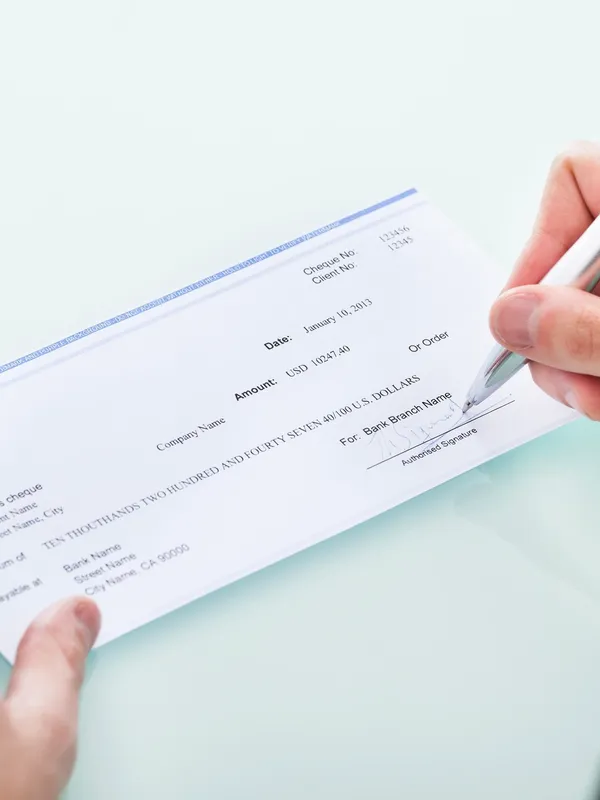 Cheque No: 123456
Client No: 12345
Date: January 10, 2013
Amount: USD 10247.40
Company Name Or Order
s cheque
nt Name
et Name, City
um of TEN THOUTHANDS TWO HUNDRED AND FOURTY SEVEN 40/100 U.S. DOLLARS
ayable at Bank Name
Street Name
City Name, CA 90000
For: Bank Branch Name
Authorised Signature